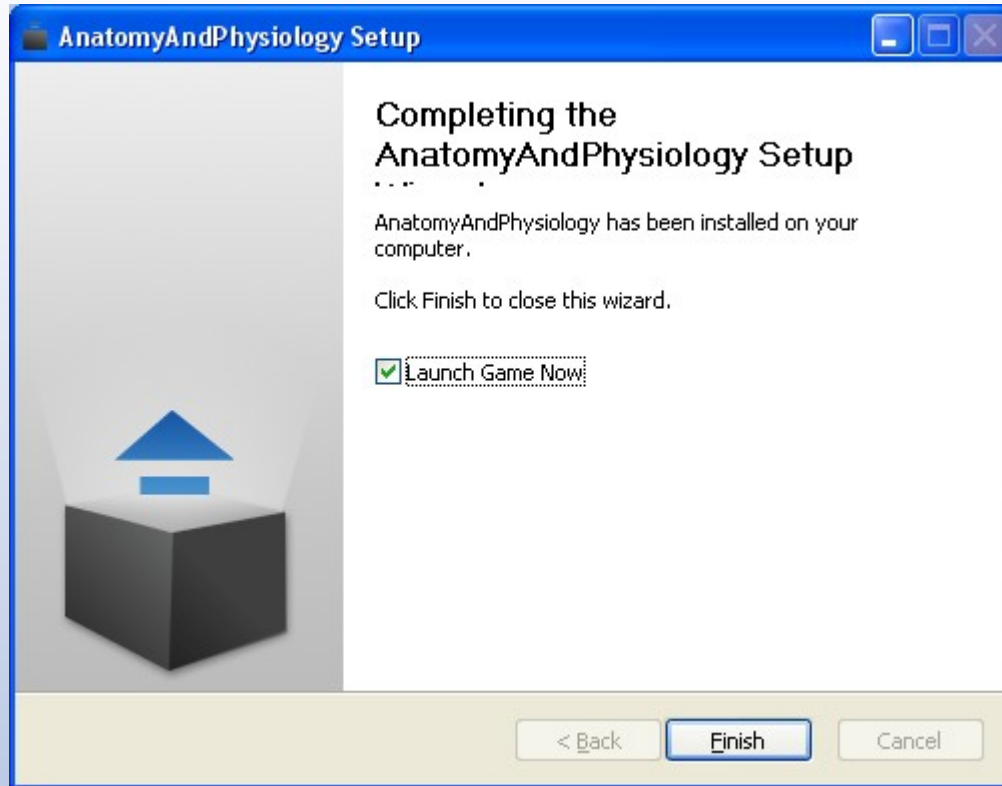 AnatomyAndPhysiology Setup
Completing the
AnatomyAndPhysiology Setup
AnatomyAndPhysiology has been installed on your
computer.
Click Finish to close this wizard.
Launch Game Now
< Back
Finish
Cancel